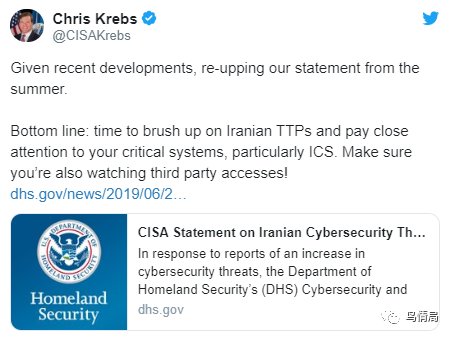 Chris Krebs
@CISAKrebs
Given recent developments, re-upping our statement from the
summer.
Bottom line: time to brush up on Iranian TTPs and pay close
attention to your critical systems, particularly ICS. Make sure
you’re also watching third party accesses!
dhs.gov/news/2019/06/2…
U.S. DEPARTMENT OF
HOMELAND SECURITY
Homeland
Security
CISA Statement on Iranian Cybersecurity Th…
In response to reports of an increase in
cybersecurity threats, the Department of
Homeland Security’s (DHS) Cybersecurity and
dhs.gov
鸟情局